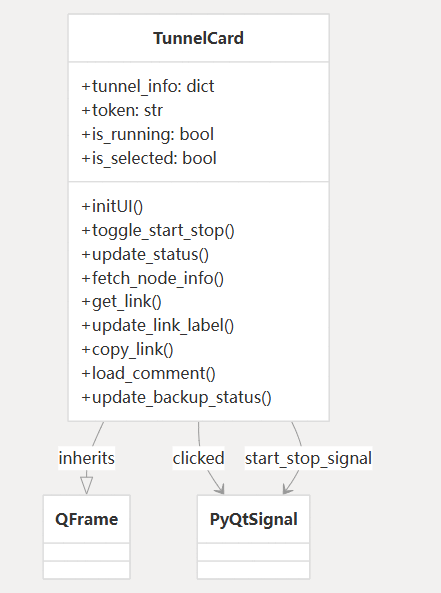 TunnelCard
+tunnel_info: dict
+token: str
+is_running: bool
+is_selected: bool
+initUI()
+toggle_start_stop()
+update_status()
+fetch_node_info()
+get_link()
+update_link_label()
+copy_link()
+load_comment()
+update_backup_status()
inherits
clicked
start_stop_signal
QFrame
PyQtSignal